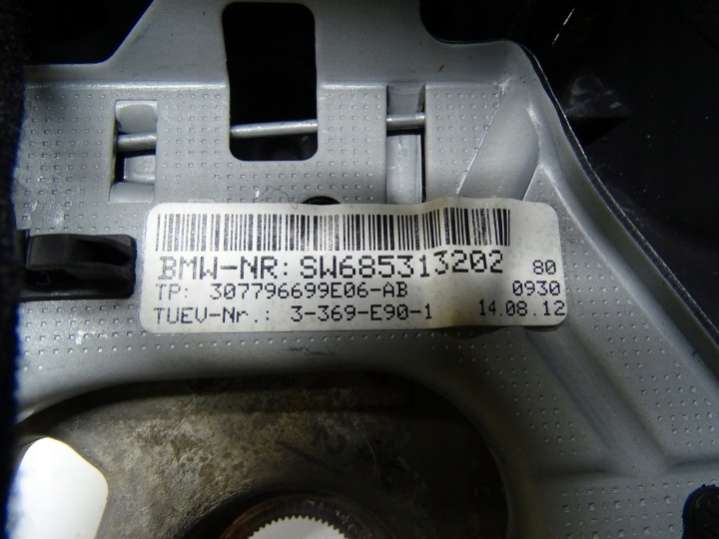 BMW-NR: SW685313202 80
TP: 307796699E06-AB 0930
TUEV-Nr.: 3-369-E90-1 14.08.12